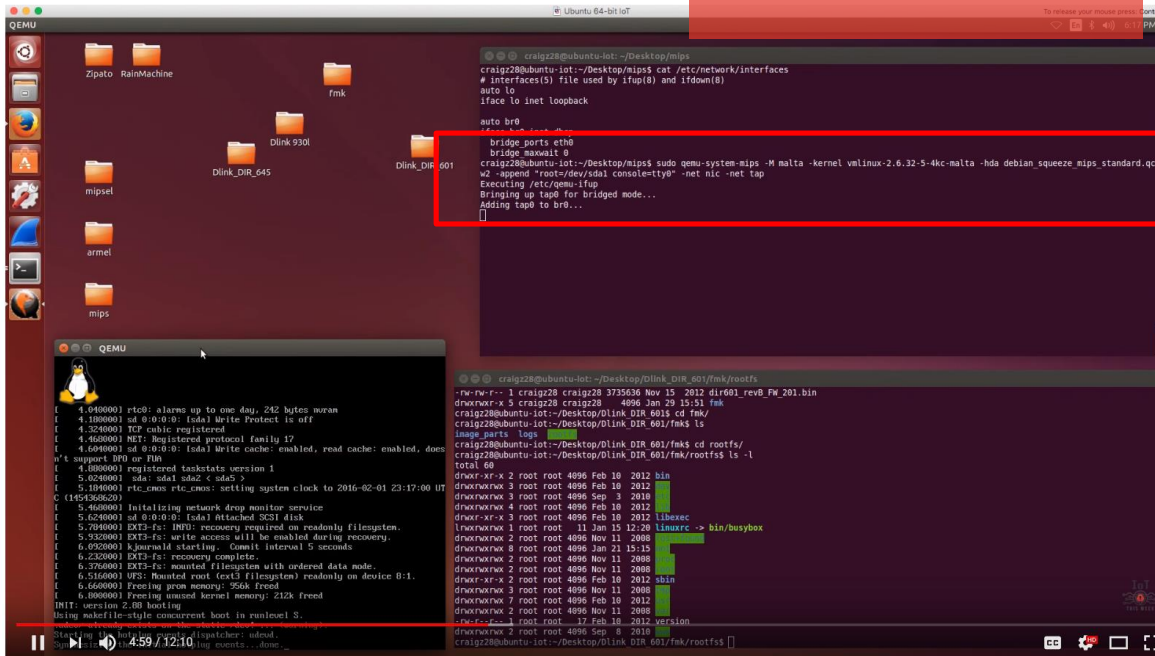 Ubuntu 64-bit IoT
To release your mouse press: Cont
QEMU
En
6:17 PM
Zipato
RainMachine
fmk
Dlink 930l
Dlink_DIR_645
Dlink_DIR_601
mipsel
armel
mips
craigz28@ubuntu-iot: ~/Desktop/mips
craigz28@ubuntu-iot:~/Desktop/mips$ cat /etc/network/interfaces
# interfaces(5) file used by ifup(8) and ifdown(8)
auto lo
iface lo inet loopback
auto br0
iface br0 inet dhcp
bridge_ports eth0
bridge_maxwait 0
craigz28@ubuntu-iot:~/Desktop/mips$ sudo qemu-system-mips -M malta -kernel vmlinux-2.6.32-5-4kc-malta -hda debian_squeeze_mips_standard.qc
w2 -append "root=/dev/sda1 console=tty0" -net nic -net tap
Executing /etc/qemu-ifup
Bringing up tap0 for bridged mode...
Adding tap0 to br0...
QEMU
[ 4.040000] rtc0: alarms up to one day, 242 bytes nvram
[ 4.180000] sd 0:0:0:0: [sda] Write Protect is off
[ 4.324000] TCP cubic registered
[ 4.468000] NET: Registered protocol family 17
[ 4.604000] sd 0:0:0:0: [sda] Write cache: enabled, read cache: enabled, does
n't support DPO or FUA
[ 4.880000] registered taskstats version 1
[ 5.024000] sda: sda1 sda2 < sda5 >
[ 5.184000] rtc_cmos rtc_cmos: setting system clock to 2016-02-01 23:17:00 UT
C (1454368620)
[ 5.468000] Initalizing network drop monitor service
[ 5.624000] sd 0:0:0:0: [sda] Attached SCSI disk
[ 5.784000] EXT3-fs: INFO: recovery required on readonly filesystem.
[ 5.932000] EXT3-fs: write access will be enabled during recovery.
[ 6.092000] kjournald starting. Commit interval 5 seconds
[ 6.232000] EXT3-fs: recovery complete.
[ 6.376000] EXT3-fs: mounted filesystem with ordered data mode.
[ 6.516000] VFS: Mounted root (ext3 filesystem) readonly on device 8:1.
[ 6.660000] Freeing prom memory: 956k freed
[ 6.800000] Freeing unused kernel memory: 212k freed
INIT: version 2.88 booting
Using makefile-style concurrent boot in runlevel S.
Starting the hotplug events dispatcher: udevd.
events...done.
craigz28@ubuntu-iot: ~/Desktop/Dlink_DIR_601/fmk/rootfs
-rw-rw-r-- 1 craigz28 craigz28 3735636 Nov 15 2012 dir601_revB_FW_201.bin
drwxrwxr-x 5 craigz28 craigz28 4096 Jan 29 15:51 fmk
craigz28@ubuntu-iot:~/Desktop/Dlink_DIR_601$ cd fmk/
craigz28@ubuntu-iot:~/Desktop/Dlink_DIR_601/fmk$ ls
image_parts logs
craigz28@ubuntu-iot:~/Desktop/Dlink_DIR_601/fmk$ cd rootfs/
craigz28@ubuntu-iot:~/Desktop/Dlink_DIR_601/fmk/rootfs$ ls -l
total 60
drwxr-xr-x 2 root root 4096 Feb 10 2012 bin
drwxrwxrwx 3 root root 4096 Feb 10 2012
drwxrwxrwx 3 root root 4096 Sep 3 2010
drwxrwxrwx 4 root root 4096 Feb 10 2012
drwxr-xr-x 3 root root 4096 Feb 10 2012 libexec
lrwxrwxrwx 1 root root 11 Jan 15 12:20 linuxrc -> bin/busybox
drwxrwxrwx 2 root root 4096 Nov 11 2008
drwxrwxrwx 8 root root 4096 Jan 21 15:15
drwxrwxrwx 2 root root 4096 Nov 11 2008
drwxrwxrwx 2 root root 4096 Nov 11 2008
drwxr-xr-x 2 root root 4096 Feb 10 2012 sbin
drwxrwxrwx 3 root root 4096 Nov 11 2008
drwxrwxrwx 7 root root 4096 Feb 10 2012
drwxrwxrwx 2 root root 4096 Nov 11 2008
-rw-r--r-- 1 root root 17 Feb 10 2012 version
drwxrwxrwx 2 root root 4096 Sep 8 2010
craigz28@ubuntu-iot:~/Desktop/Dlink_DIR_601/fmk/rootfs$
IoT
THIS WEEK
4:59 / 12:10
CC
HD